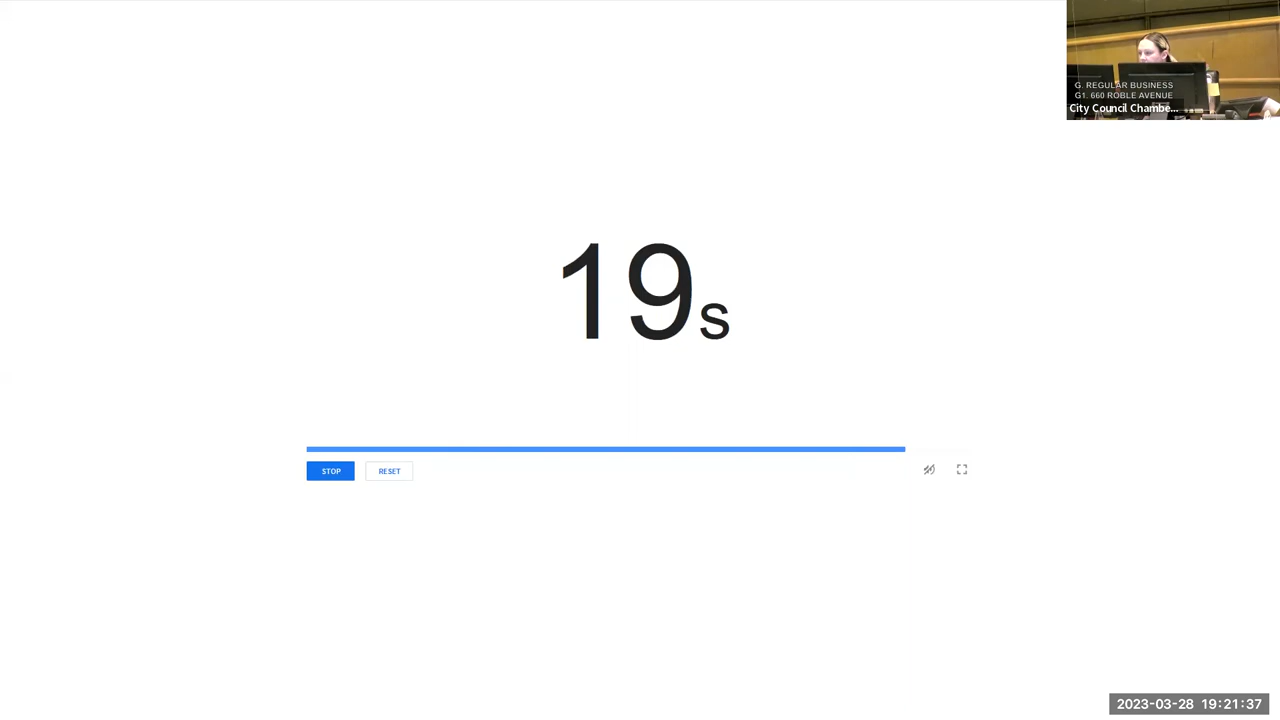 G. REGULAR BUSINESS
G1. 660 ROBLE AVENUE
City Council Chambe...
19s
STOP
RESET
2023-03-28 19:21:37